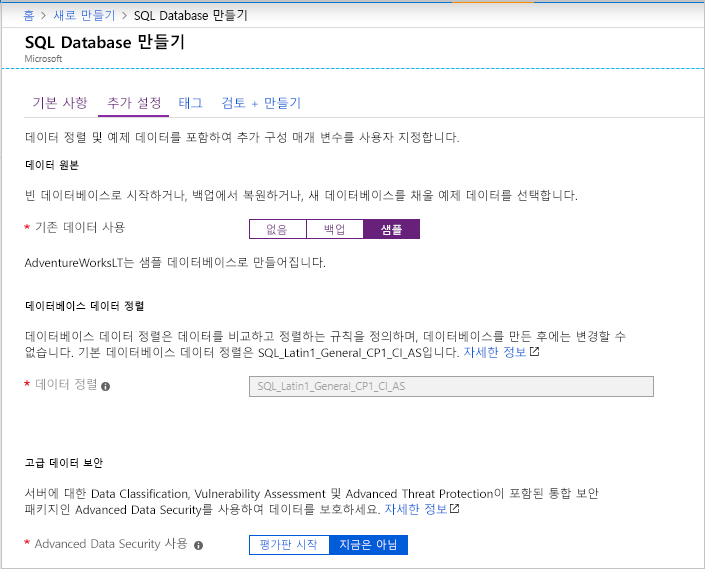 홈 > 새로 만들기 > SQL Database 만들기
SQL Database 만들기
Microsoft
기본 사항 추가 설정 태그 검토 + 만들기
데이터 정렬 및 예제 데이터를 포함하여 추가 구성 매개 변수를 사용자 지정합니다.
데이터 원본
빈 데이터베이스로 시작하거나, 백업에서 복원하거나, 새 데이터베이스를 채울 예제 데이터를 선택합니다.
* 기존 데이터 사용 없음 백업 샘플
AdventureWorksLT는 샘플 데이터베이스로 만들어집니다.
데이터베이스 데이터 정렬
데이터베이스 데이터 정렬은 데이터를 비교하고 정렬하는 규칙을 정의하며, 데이터베이스를 만든 후에는 변경할 수
없습니다. 기본 데이터베이스 데이터 정렬은 SQL_Latin1_General_CP1_CI_AS입니다. 자세한 정보
* 데이터 정렬 SQL_Latin1_General_CP1_CI_AS
고급 데이터 보안
서버에 대한 Data Classification, Vulnerability Assessment 및 Advanced Threat Protection이 포함된 통합 보안
패키지인 Advanced Data Security를 사용하여 데이터를 보호하세요. 자세한 정보
* Advanced Data Security 사용 평가판 시작 지금은 아님